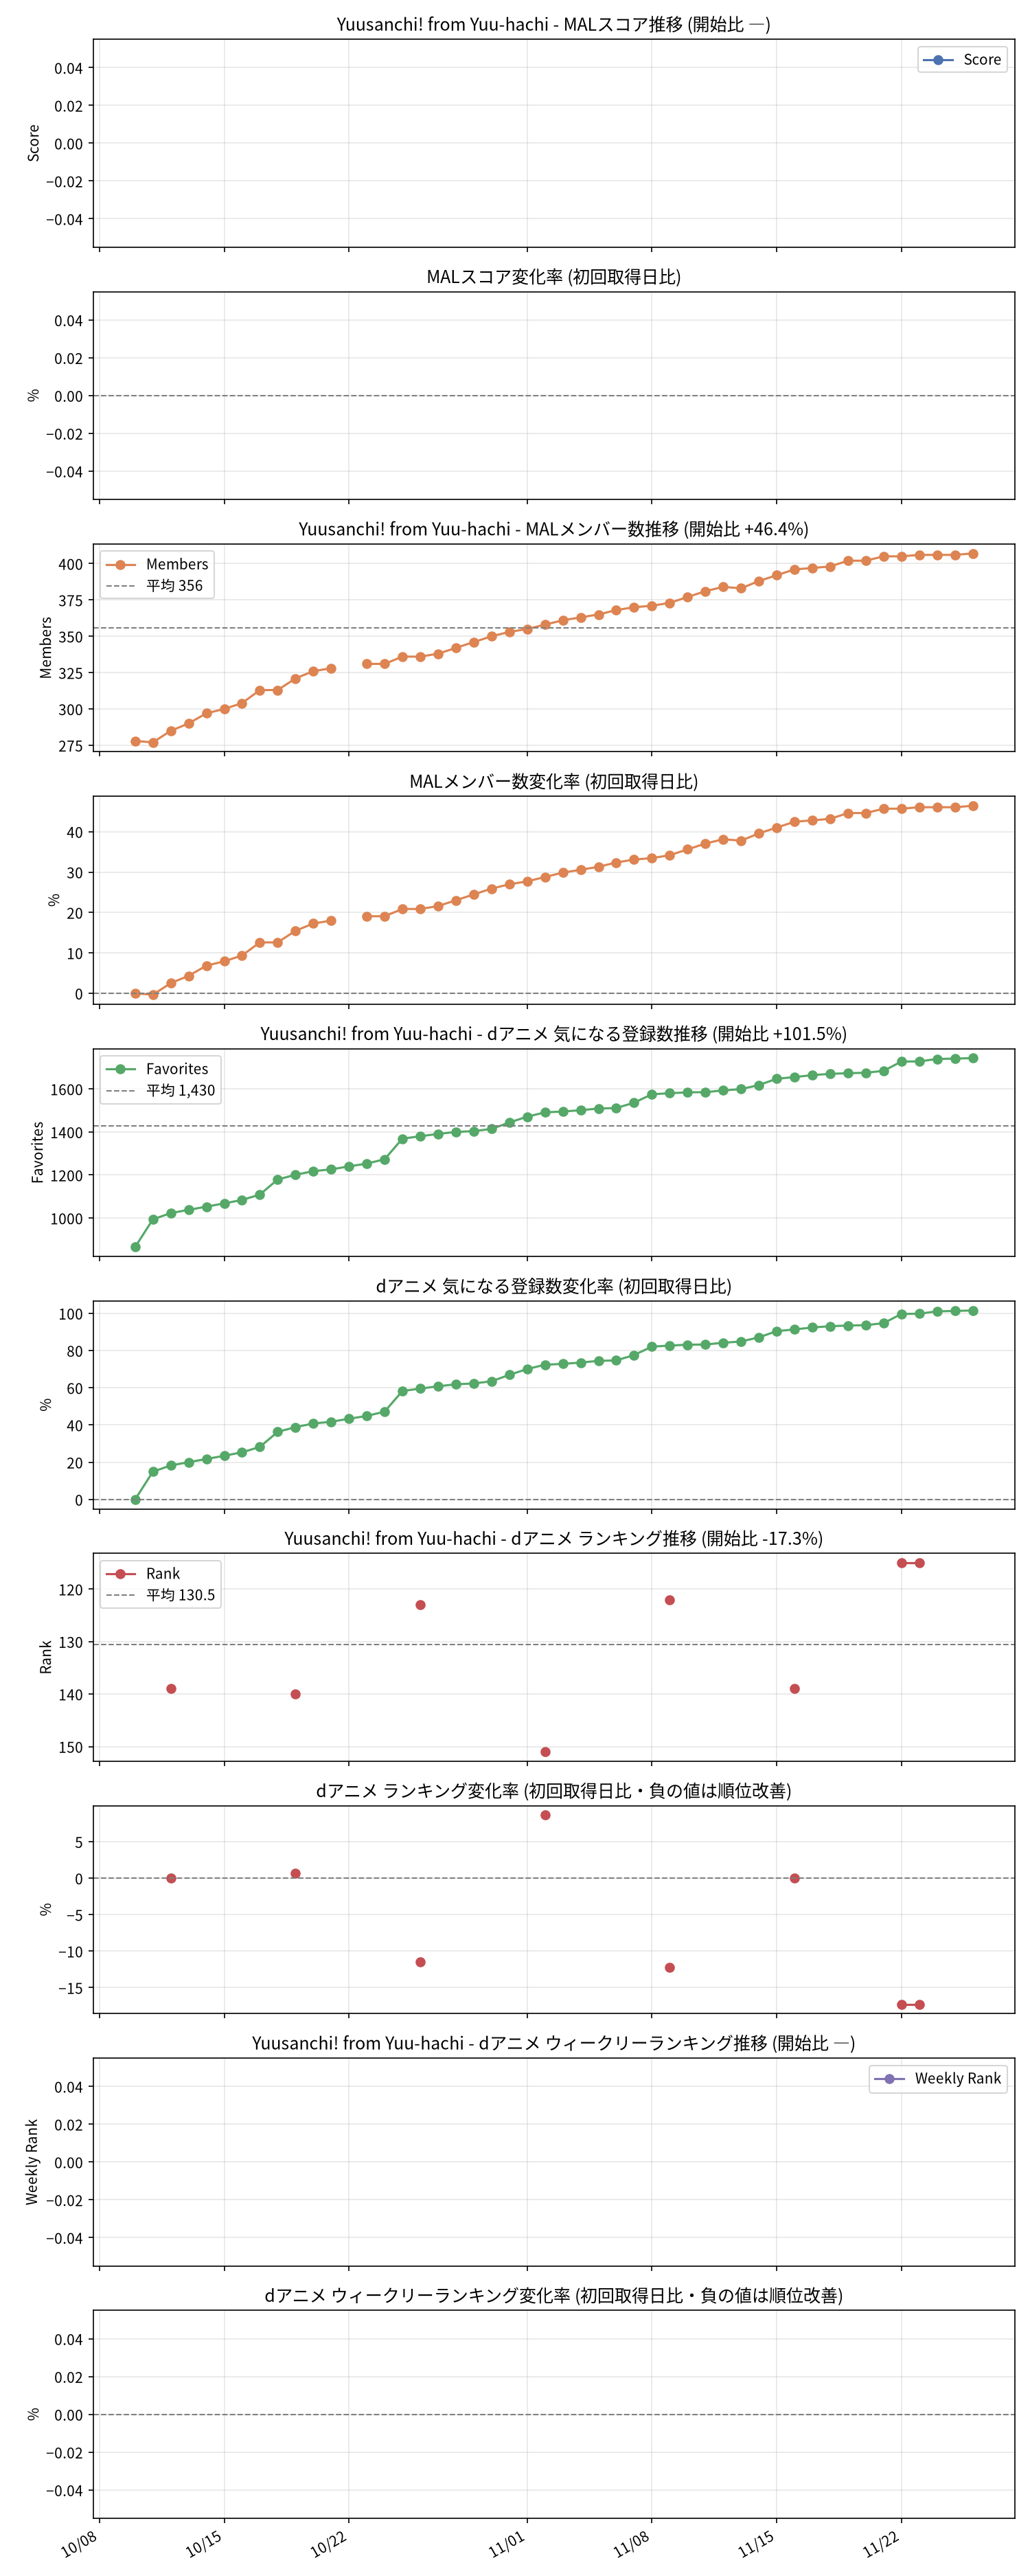 Yuusanchi! from Yuu-hachi - MALスコア推移 (開始比 —)
Score
0.04
0.02
0.00
−0.02
−0.04
Score
MALスコア変化率 (初回取得日比)
0.04
0.02
0.00
−0.02
−0.04
%
Yuusanchi! from Yuu-hachi - MALメンバー数推移 (開始比 +46.4%)
Members
平均 356
400
375
350
325
300
275
Members
MALメンバー数変化率 (初回取得日比)
40
30
20
10
0
%
Yuusanchi! from Yuu-hachi - dアニメ 気になる登録数推移 (開始比 +101.5%)
Favorites
平均 1,430
1600
1400
1200
1000
Favorites
dアニメ 気になる登録数変化率 (初回取得日比)
100
80
60
40
20
0
%
Yuusanchi! from Yuu-hachi - dアニメ ランキング推移 (開始比 -17.3%)
Rank
平均 130.5
120
130
140
150
Rank
dアニメ ランキング変化率 (初回取得日比・負の値は順位改善)
5
0
−5
−10
−15
%
Yuusanchi! from Yuu-hachi - dアニメ ウィークリーランキング推移 (開始比 —)
Weekly Rank
0.04
0.02
0.00
−0.02
−0.04
Weekly Rank
dアニメ ウィークリーランキング変化率 (初回取得日比・負の値は順位改善)
0.04
0.02
0.00
−0.02
−0.04
%
10/08
10/15
10/22
11/01
11/08
11/15
11/22